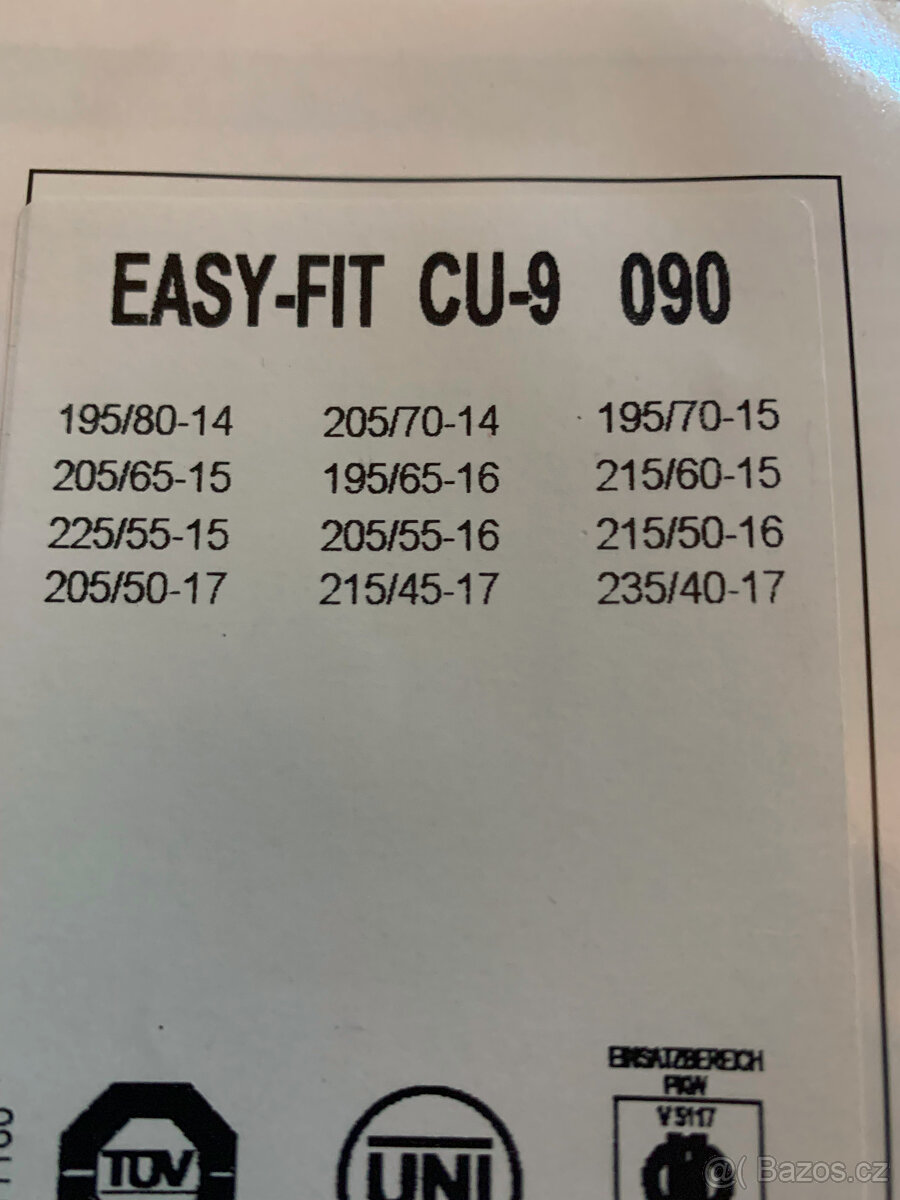 EASY-FIT CU-9 090
195/80-14 205/70-14 195/70-15
205/65-15 195/65-16 215/60-15
225/55-15 205/55-16 215/50-16
205/50-17 215/45-17 235/40-17
EINSATZBEREICH
PKW
V5117
TÜV
UNI
@( Bazos.cz